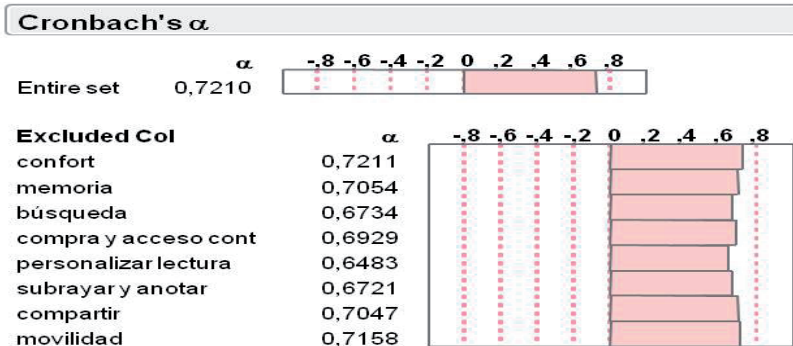 Cronbach's α
α -,8 -,6 -,4 -,2 0 ,2 ,4 ,6 ,8
Entire set 0,7210
Excluded Col α -,8 -,6 -,4 -,2 0 ,2 ,4 ,6 ,8
confort 0,7211
memoria 0,7054
búsqueda 0,6734
compra y acceso cont 0,6929
personalizar lectura 0,6483
subrayar y anotar 0,6721
compartir 0,7047
movilidad 0,7158